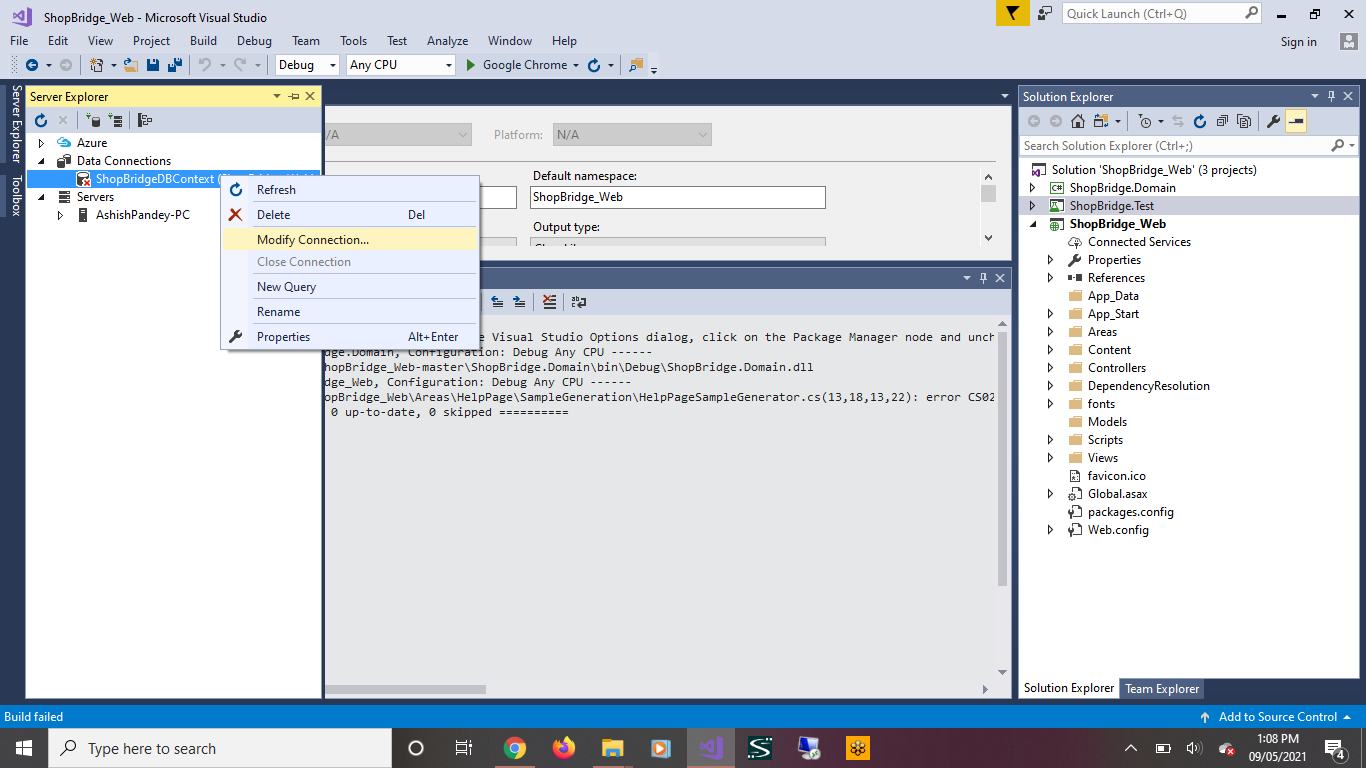 ShopBridge_Web - Microsoft Visual Studio
Quick Launch (Ctrl+Q)
File Edit View Project Build Debug Team Tools Test Analyze Window Help
Sign in
Debug Any CPU Google Chrome
Server Explorer
Toolbox
Server Explorer
Azure
Data Connections
ShopBridgeDBContext
Servers
AshishPandey-PC
Refresh
Delete Del
Modify Connection...
Close Connection
New Query
Rename
Properties Alt+Enter
/A Platform: N/A
Default namespace:
ShopBridge_Web
Output type:
e Visual Studio Options dialog, click on the Package Manager node and unch
dge.Domain, Configuration: Debug Any CPU ------
hopBridge_Web-master\ShopBridge.Domain\bin\Debug\ShopBridge.Domain.dll
dge_Web, Configuration: Debug Any CPU ------
opBridge_Web\Areas\HelpPage\SampleGeneration\HelpPageSampleGenerator.cs(13,18,13,22): error CS02
0 up-to-date, 0 skipped ==========
Solution Explorer
Search Solution Explorer (Ctrl+;)
Solution 'ShopBridge_Web' (3 projects)
ShopBridge.Domain
ShopBridge.Test
ShopBridge_Web
Connected Services
Properties
References
App_Data
App_Start
Areas
Content
Controllers
DependencyResolution
fonts
Models
Scripts
Views
favicon.ico
Global.asax
packages.config
Web.config
Solution Explorer Team Explorer
Build failed
Add to Source Control
Type here to search
1:08 PM
09/05/2021
4